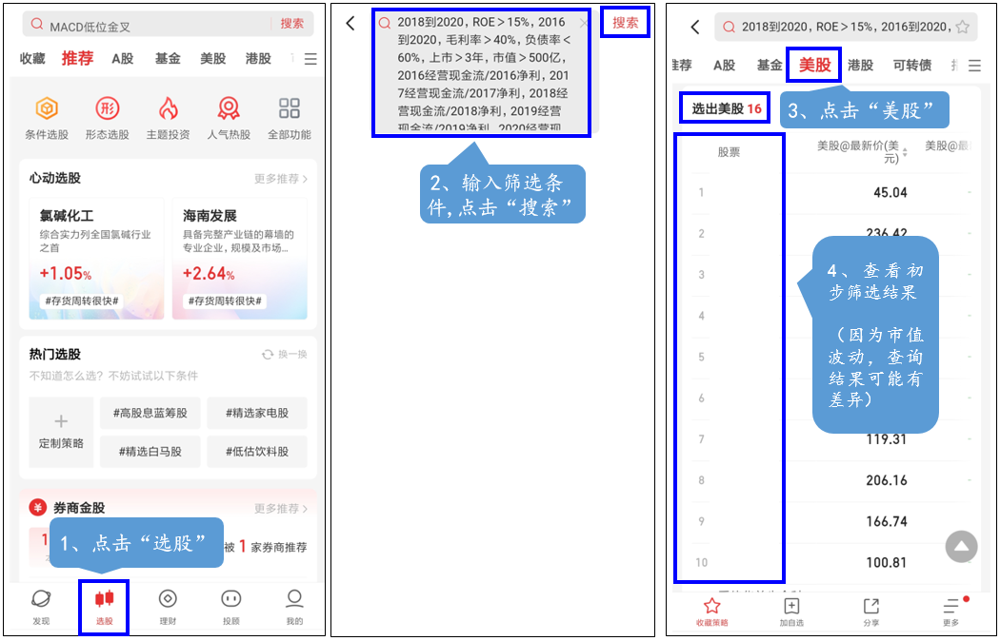 MACD低位金叉
搜索
收藏 推荐 A股 基金 美股 港股
条件选股 形态选股 主题投资 人气热股 全部功能
形
心动选股
更多推荐
氯碱化工
综合实力列全国氯碱行业
之首
+1.05%
#存货周转很快#
海南发展
具备完整产业链的幕墙的
专业企业,规模及市场...
+2.64%
#存货周转很快#
热门选股
换一换
不知道怎么选?不妨试试以下条件
定制策略
#高股息蓝筹股
#精选家电股
#精选白马股
#低估饮料股
券商金股
更多推荐
1、点击“选股”
被 1 家券商推荐
发现 选股 理财 投顾 我的
2018到2020, ROE>15%, 2016
到2020, 毛利率>40%, 负债率<
60%, 上市>3年, 市值>500亿,
2016经营现金流/2016净利, 201
7经营现金流/2017净利, 2018经
营现金流/2018净利, 2019经营
现金流/2019净利, 2020经营现
搜索
2、输入筛选条
件,点击“搜索”
2018到2020, ROE>15%, 2016到2020,
推荐 A股 基金 美股 港股 可转债
选出美股 16
3、点击“美股”
股票
美股@最新价(美
元)
美股@最
1
45.04
2
236.42
3
4
5
6
7
119.31
8
206.16
9
166.74
10
100.81
4、查看初
步筛选结果
(因为市值
波动,查询
结果可能有
差异)
收藏策略 加自选 分享 更多